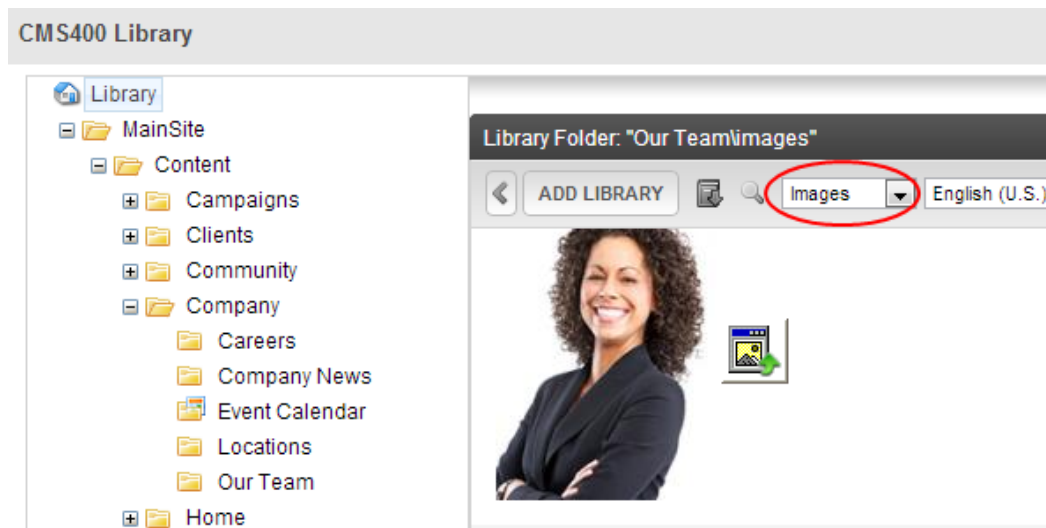 CMS400 Library
Library
MainSite
Content
Campaigns
Clients
Community
Company
Careers
Company News
Event Calendar
Locations
Our Team
Home
Library Folder: "Our Team\images"
ADD LIBRARY Images English (U.S.)